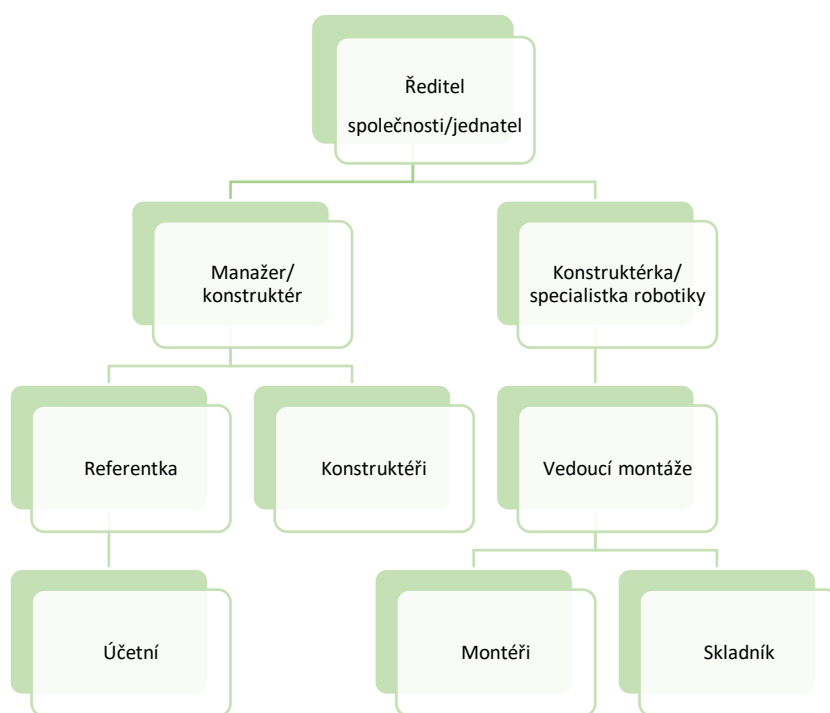 Ředitel
společnosti/jednatel
Manažer/
konstruktér
Konstruktérka/
specialistka robotiky
Referentka
Konstruktéři
Vedoucí montáže
Účetní
Montéři
Skladník